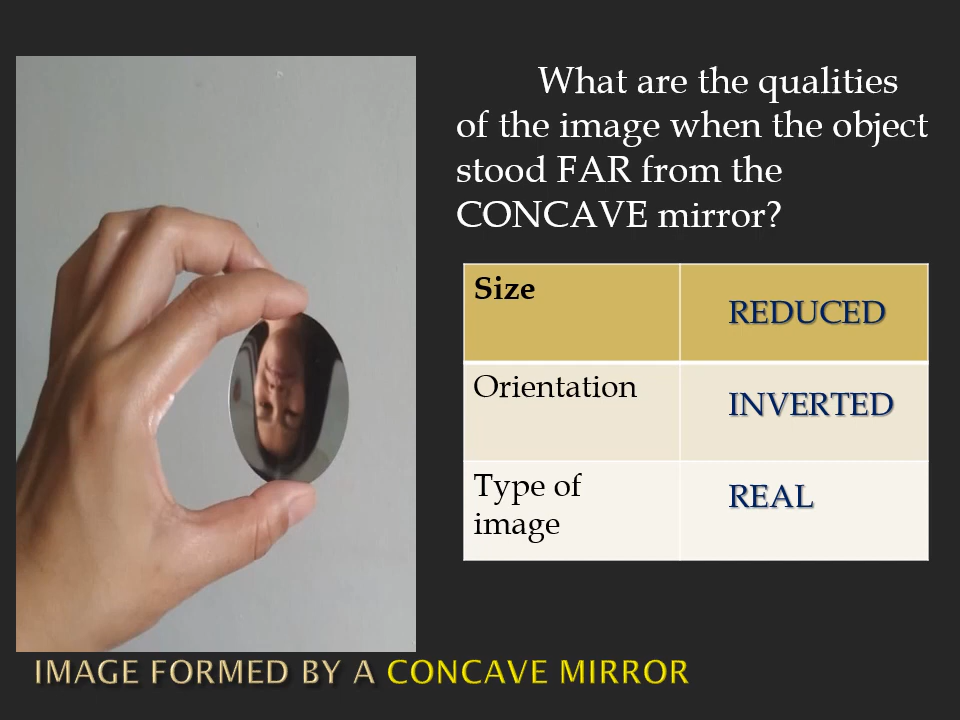 What are the qualities
of the image when the object
stood FAR from the
CONCAVE mirror?
Size
REDUCED
Orientation
INVERTED
Type of
image
REAL
IMAGE FORMED BY A CONCAVE MIRROR